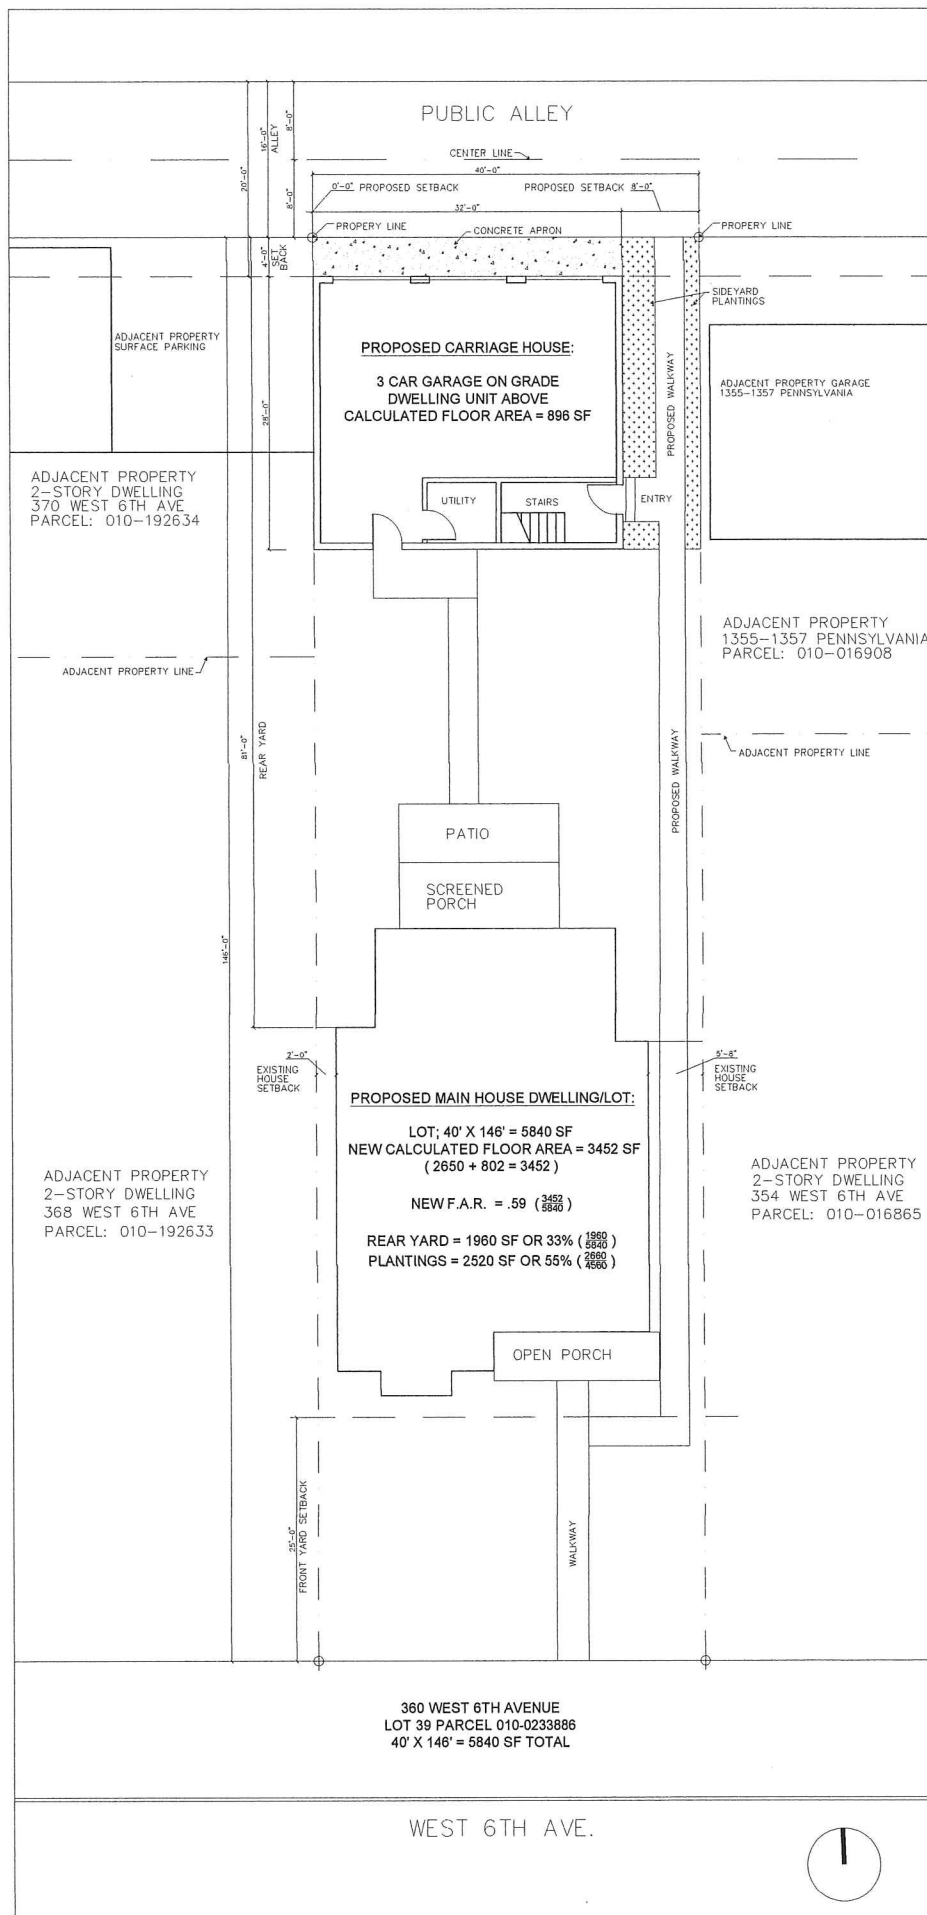 PUBLIC ALLEY
CENTER LINE
20'-0"
16'-0"
ALLEY
8'-0"
8'-0"
40'-0"
0'-0" PROPOSED SETBACK
PROPOSED SETBACK 8'-0"
32'-0"
PROPERY LINE
CONCRETE APRON
PROPERY LINE
4'-0"
SET
BACK
SIDEYARD
PLANTINGS
ADJACENT PROPERTY
SURFACE PARKING
PROPOSED CARRIAGE HOUSE:
3 CAR GARAGE ON GRADE
DWELLING UNIT ABOVE
CALCULATED FLOOR AREA = 896 SF
PROPOSED WALKWAY
ADJACENT PROPERTY GARAGE
1355-1357 PENNSYLVANIA
28'-0"
ADJACENT PROPERTY
2-STORY DWELLING
370 WEST 6TH AVE
PARCEL: 010-192634
UTILITY
STAIRS
ENTRY
ADJACENT PROPERTY
1355-1357 PENNSYLVANIA
PARCEL: 010-016908
ADJACENT PROPERTY LINE
81'-0"
REAR YARD
PROPOSED WALKWAY
ADJACENT PROPERTY LINE
PATIO
SCREENED
PORCH
146'-0"
2'-0"
EXISTING
HOUSE
SETBACK
5'-8"
EXISTING
HOUSE
SETBACK
PROPOSED MAIN HOUSE DWELLING/LOT:
LOT; 40' X 146' = 5840 SF
NEW CALCULATED FLOOR AREA = 3452 SF
( 2650 + 802 = 3452 )
NEW F.A.R. = .59 ( 3452/5840 )
REAR YARD = 1960 SF OR 33% ( 1960/5840 )
PLANTINGS = 2520 SF OR 55% ( 2660/4560 )
ADJACENT PROPERTY
2-STORY DWELLING
368 WEST 6TH AVE
PARCEL: 010-192633
ADJACENT PROPERTY
2-STORY DWELLING
354 WEST 6TH AVE
PARCEL: 010-016865
OPEN PORCH
25'-0"
FRONT YARD SETBACK
WALKWAY
360 WEST 6TH AVENUE
LOT 39 PARCEL 010-0233886
40' X 146' = 5840 SF TOTAL
WEST 6TH AVE.